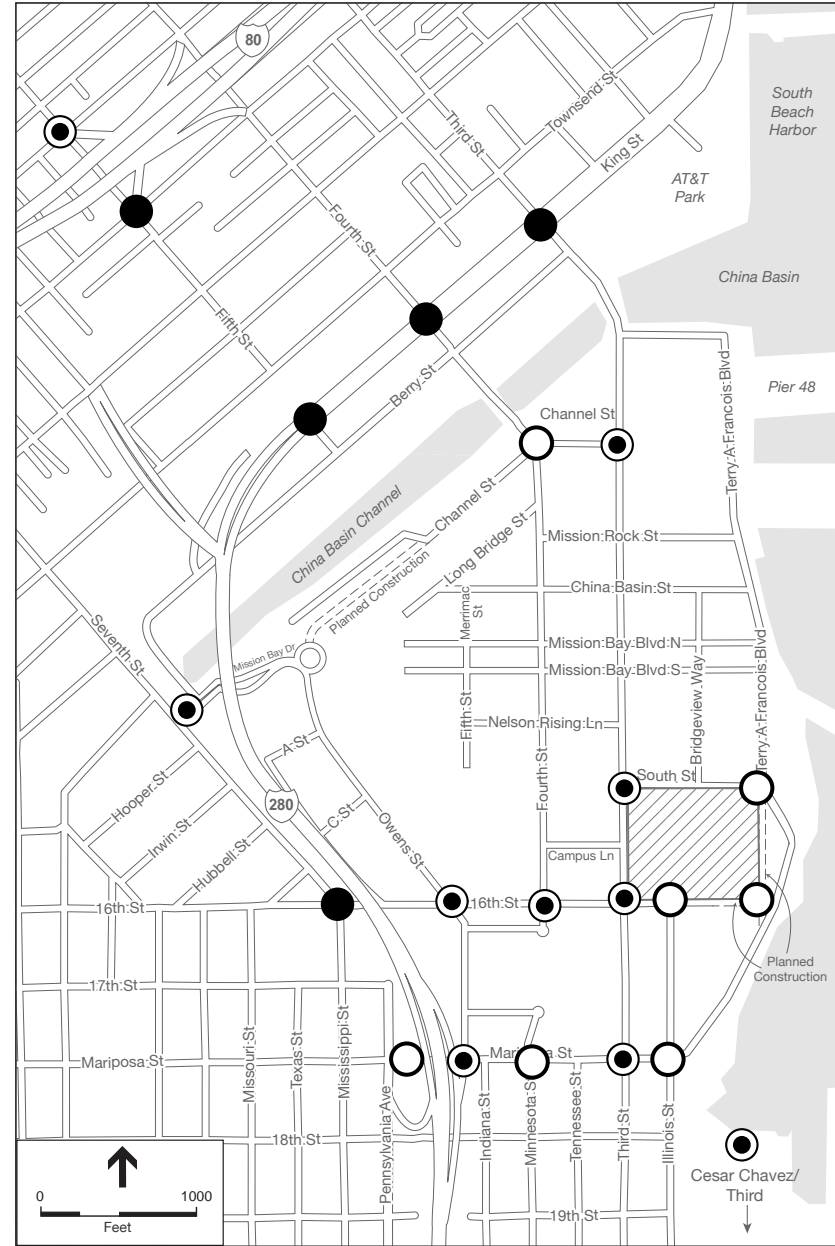 80
South
Beach
Harbor
Townsend St
Third St
King St
AT&T
Park
Fourth St
China Basin
Fifth St
Terry A Francois Blvd
Pier 48
Berry St
Channel St
China Basin Channel
Channel St
Long Bridge St
Mission Rock St
Planned Construction
China Basin St
Merrimac
St
Seventh St
Mission Bay Dr
Mission Bay Blvd N
Mission Bay Blvd S
Terry A Francois Blvd
Bridgeview Way
Fifth St
Nelson Rising Ln
A St
Fourth St
South St
Hooper St
280
C St
Owens St
Irwin St
Hubbell St
Campus Ln
16th St
16th St
Planned
Construction
17th St
Mariposa St
Missouri St
Texas St
Mississippi St
Pennsylvania Ave
Indiana St
Minnesota St
Tennessee St
Third St
Illinois St
18th St
Cesar Chavez/
Third
0
1000
Feet
19th St